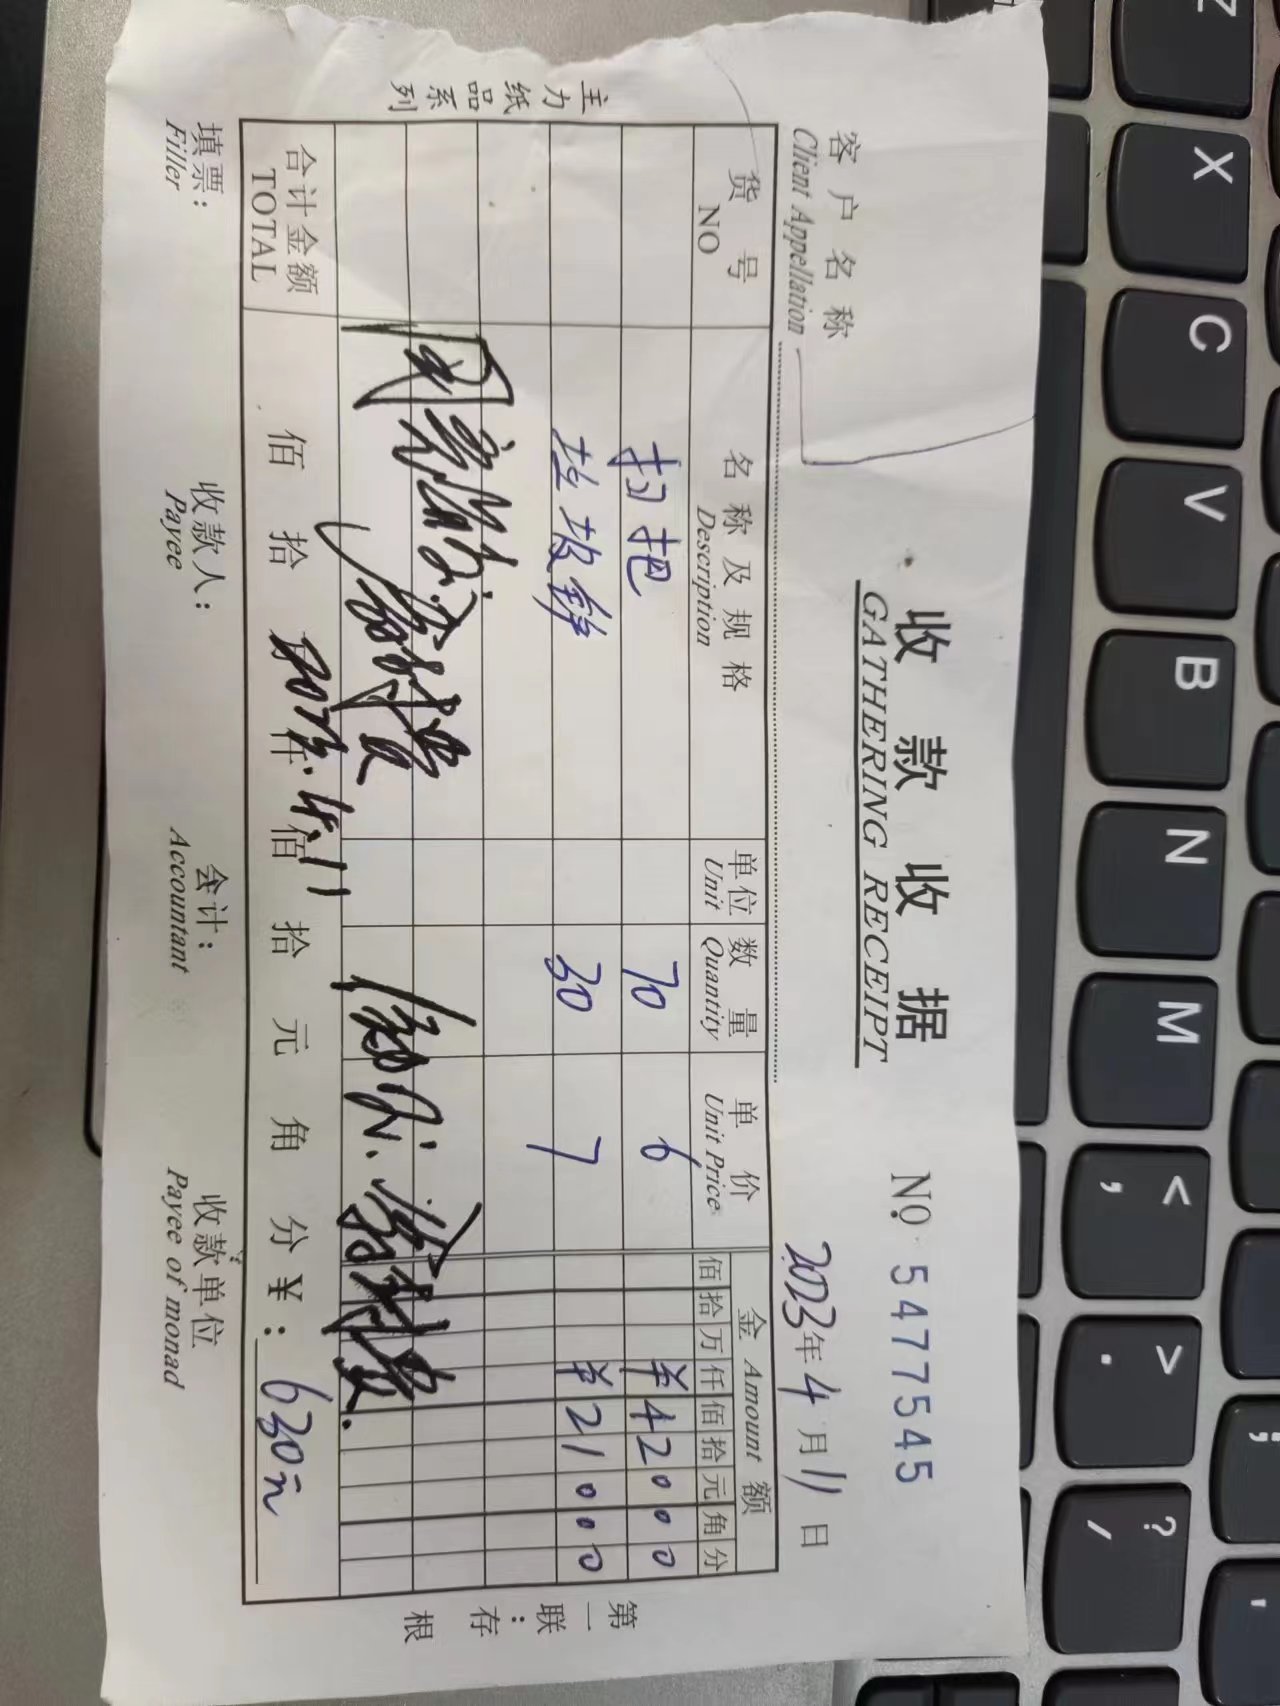 收款收据
GATHERING RECEIPT
№ 5477545
客户名称
Client Appellation
2023年4月11日
货号 名称及规格 单位 数量 单价 金额
NO Description Unit Quantity Unit Price Amount
佰 拾 万 仟 佰 拾 元 角 分
扫把 70 6 ¥42000
垃圾 30 7 ¥21000
2023.4.11
合计金额 佰 拾 仟 佰 拾 元 角 分 ¥: 630元
TOTAL
填票: 收款人: 会计: 收款单位
Filler Payee Accountant Payee of monad
主力纸品系列
第一联:存根
Z
X
C
V
B
N
M
< ,
> .
? /